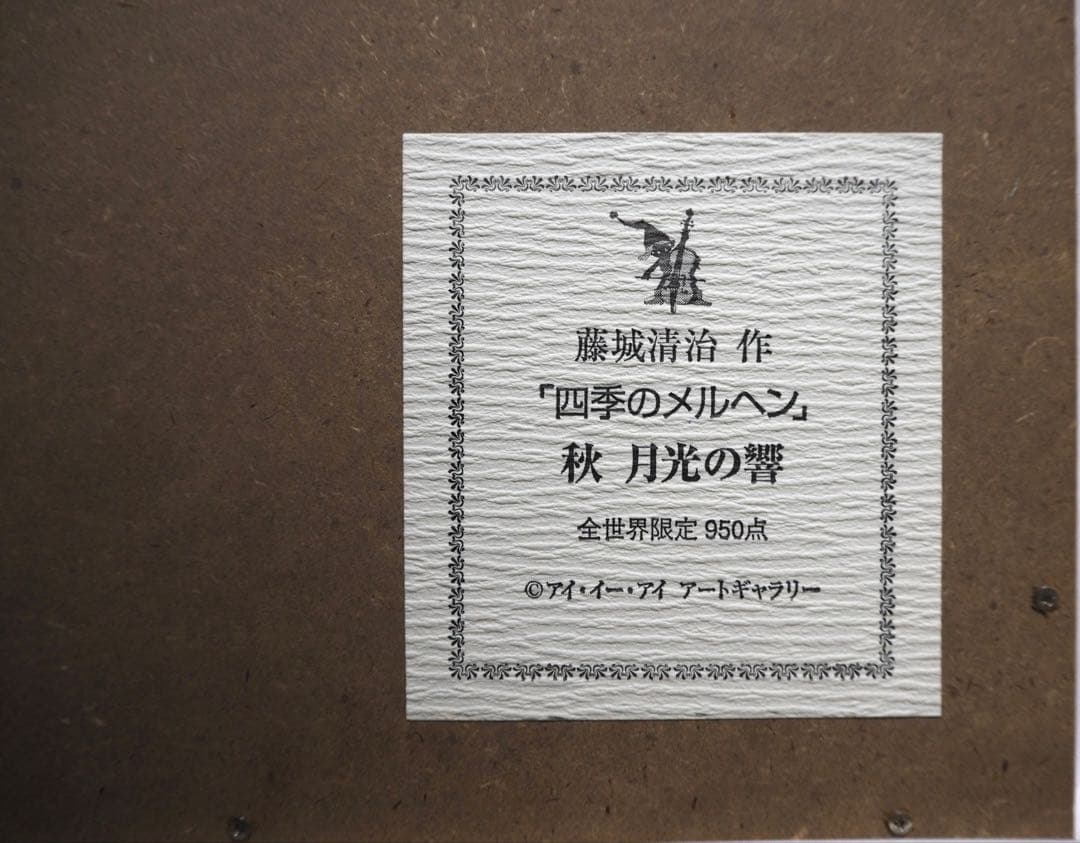 藤城清治 作
「四季のメルヘン」
秋 月光の響
全世界限定 950点
©アイ・イー・アイ アートギャラリー